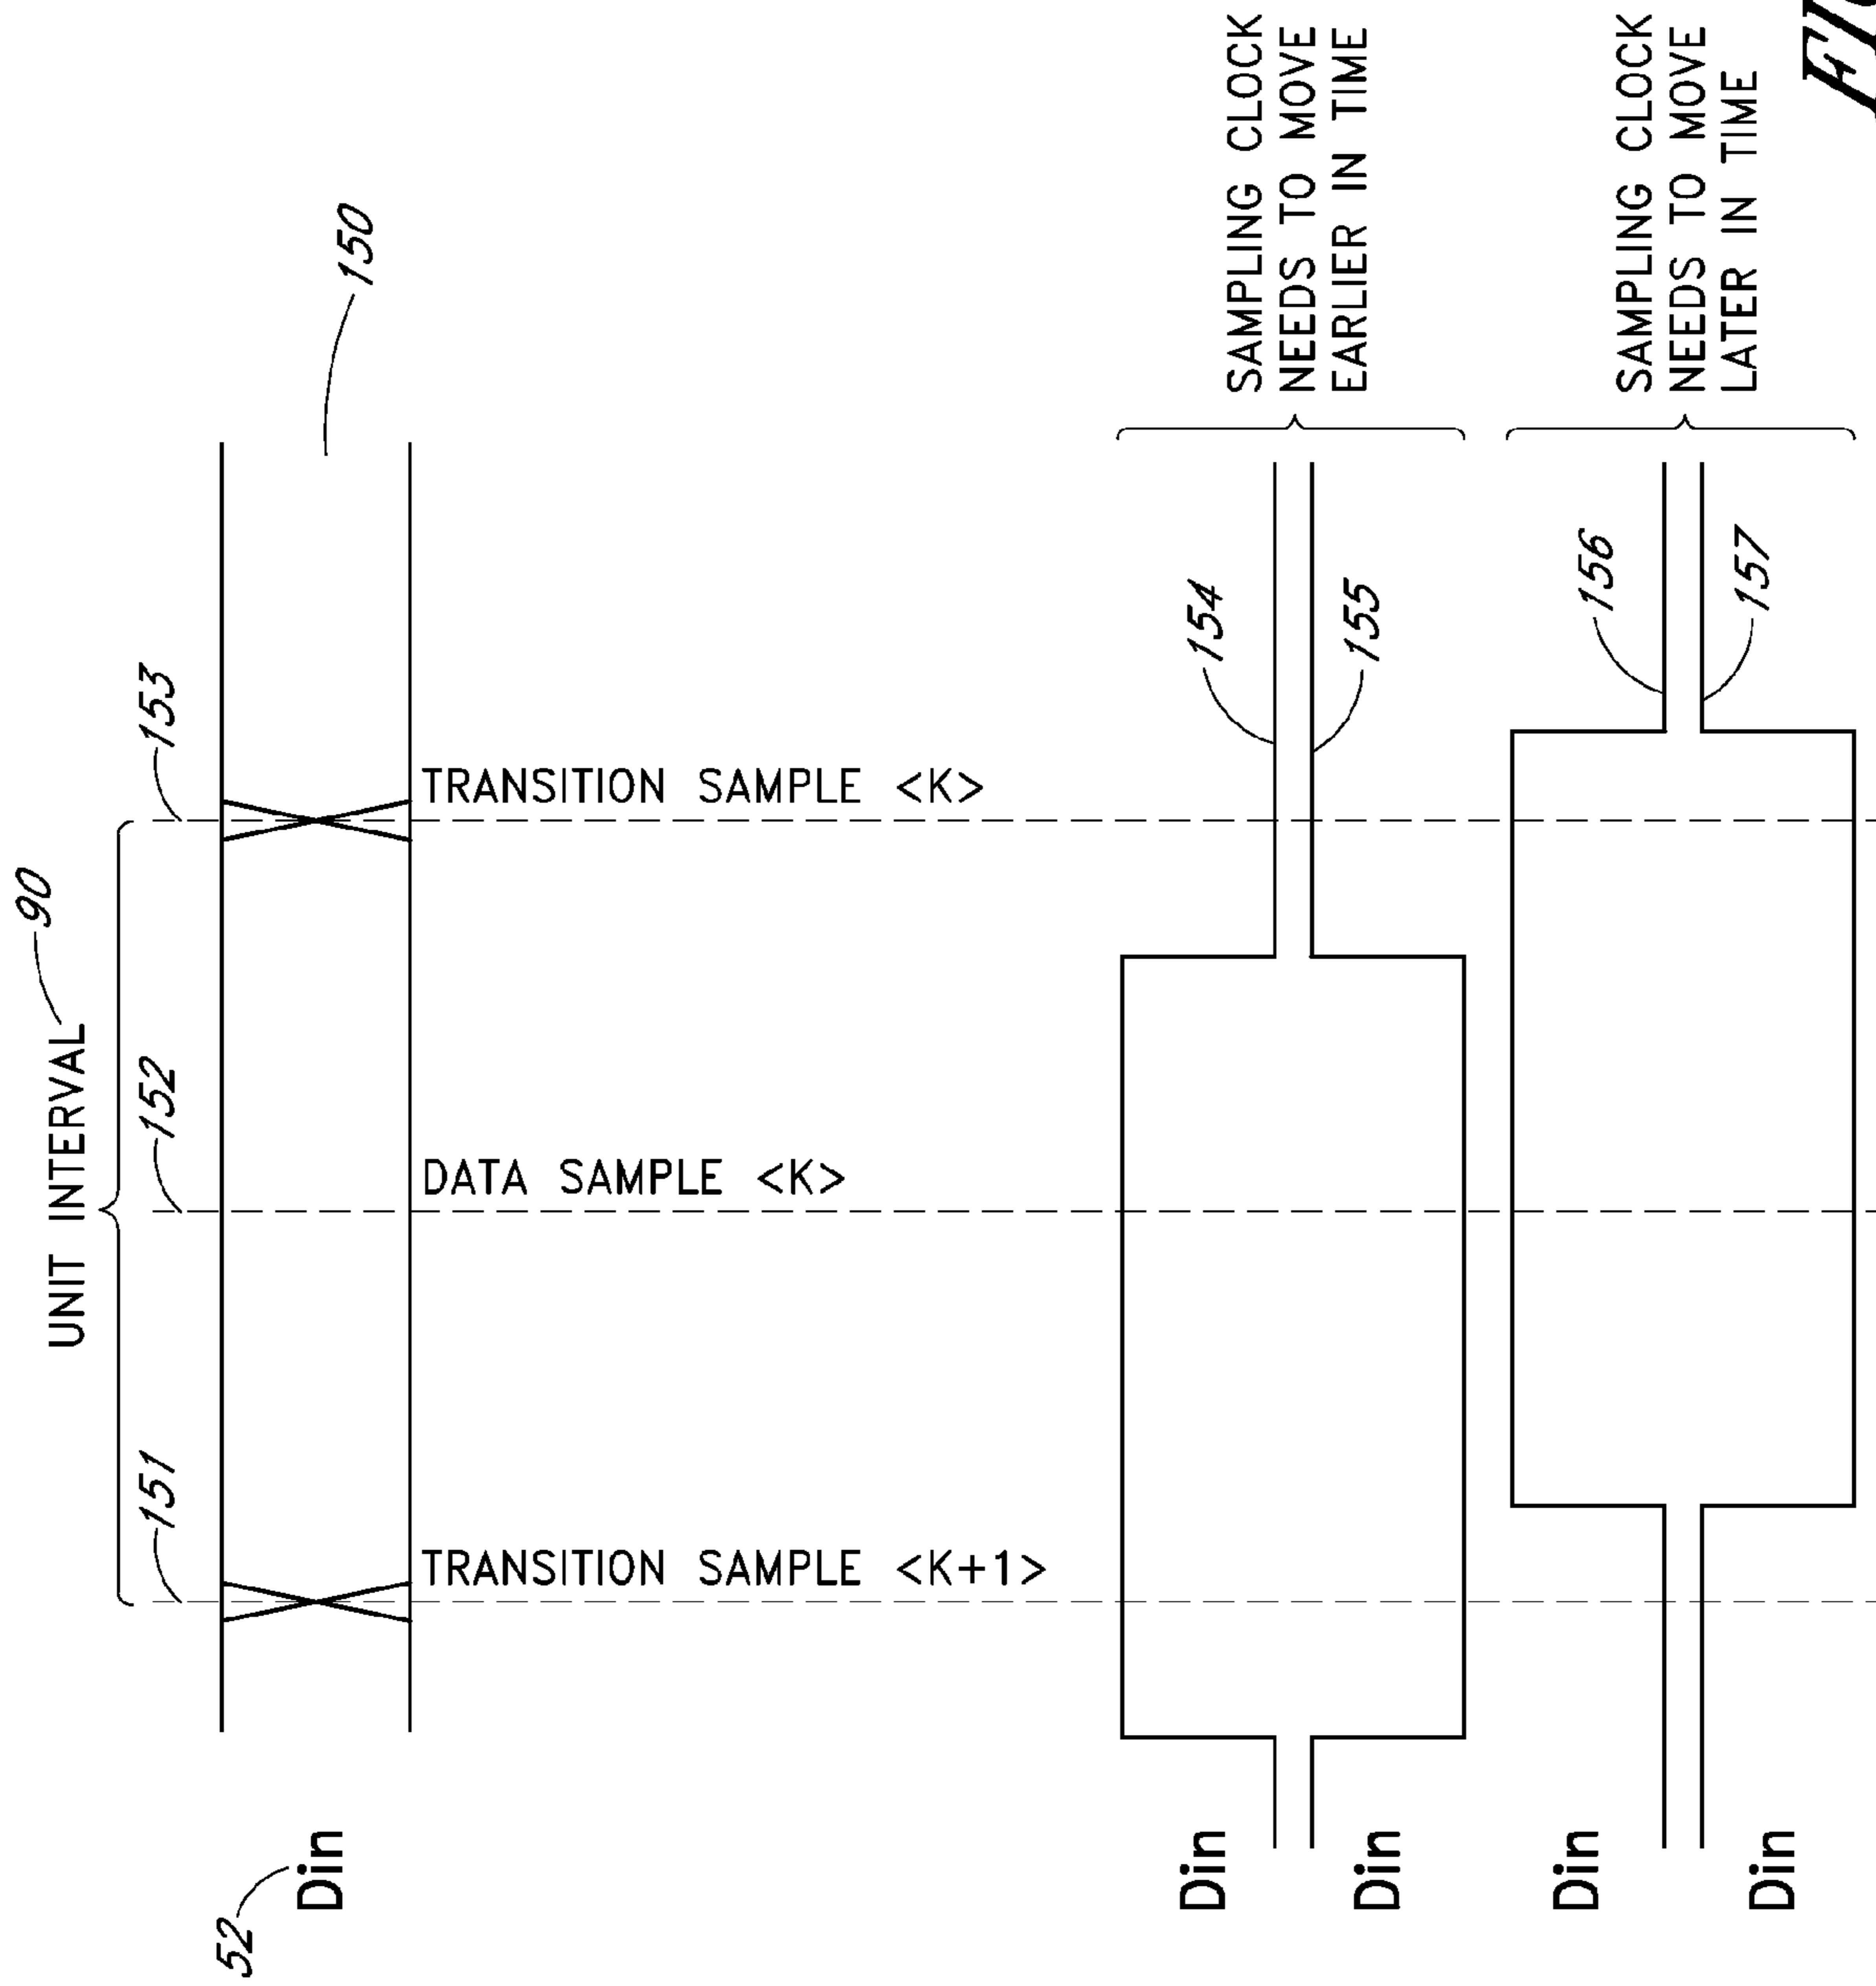 UNIT INTERVAL 90
151
152
153
52
Din
150
TRANSITION SAMPLE <K+1>
DATA SAMPLE <K>
TRANSITION SAMPLE <K>
Din
154
SAMPLING CLOCK
NEEDS TO MOVE
EARLIER IN TIME
Din
155
Din
156
SAMPLING CLOCK
NEEDS TO MOVE
LATER IN TIME
Din
157